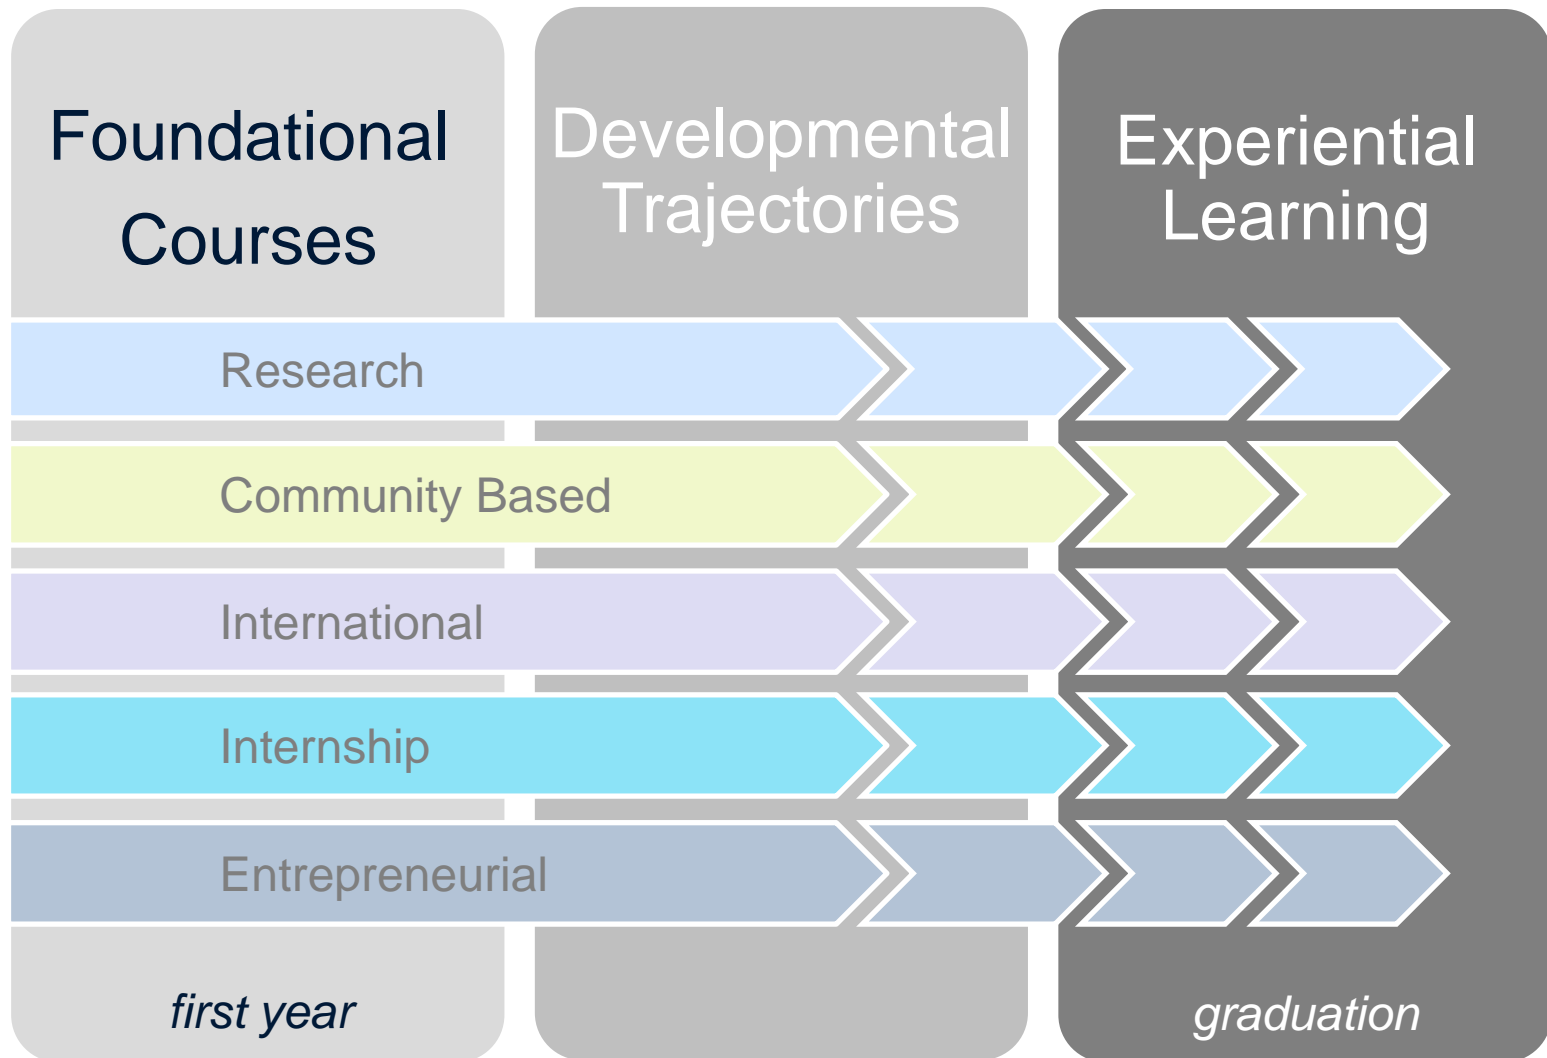 Foundational
Courses
Developmental
Trajectories
Experiential
Learning
Research
Community Based
International
Internship
Entrepreneurial
first year
graduation